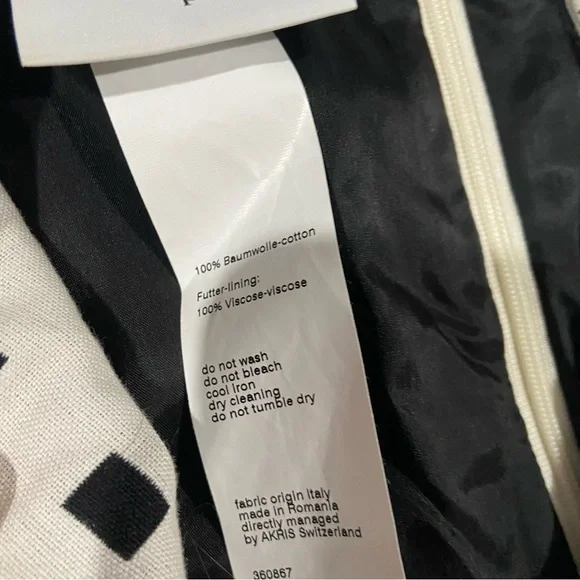 100% Baumwolle-cotton
Futter-lining:
100% Viscose-viscose
do not wash
do not bleach
cool iron
dry cleaning
do not tumble dry
fabric origin Italy
made in Romania
directly managed
by AKRIS Switzerland
360867